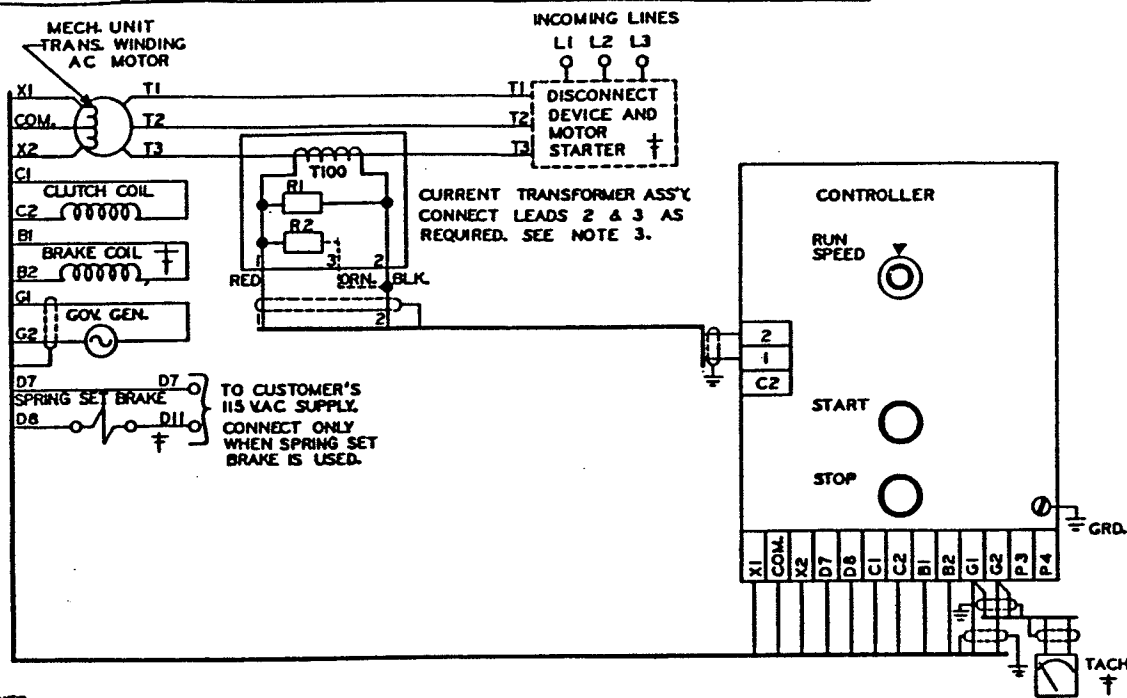 MECH. UNIT
TRANS. WINDING
AC MOTOR
INCOMING LINES
L1 L2 L3
X1
COM.
X2
T1
T2
T3
T1
T2
T3
DISCONNECT
DEVICE AND
MOTOR
STARTER
T100
R1
R2
1
3
2
RED
ORN.
BLK.
1
2
CURRENT TRANSFORMER ASS'Y.
CONNECT LEADS 2 & 3 AS
REQUIRED. SEE NOTE 3.
C1
CLUTCH COIL
C2
B1
BRAKE COIL
B2
G1
GOV. GEN.
G2
D7
D7
SPRING SET BRAKE
D8
D11
TO CUSTOMER'S
115 VAC SUPPLY.
CONNECT ONLY
WHEN SPRING SET
BRAKE IS USED.
CONTROLLER
RUN
SPEED
2
1
C2
START
STOP
GRD.
X1
COM.
X2
D7
D8
C1
C2
B1
B2
G1
G2
P3
P4
TACH